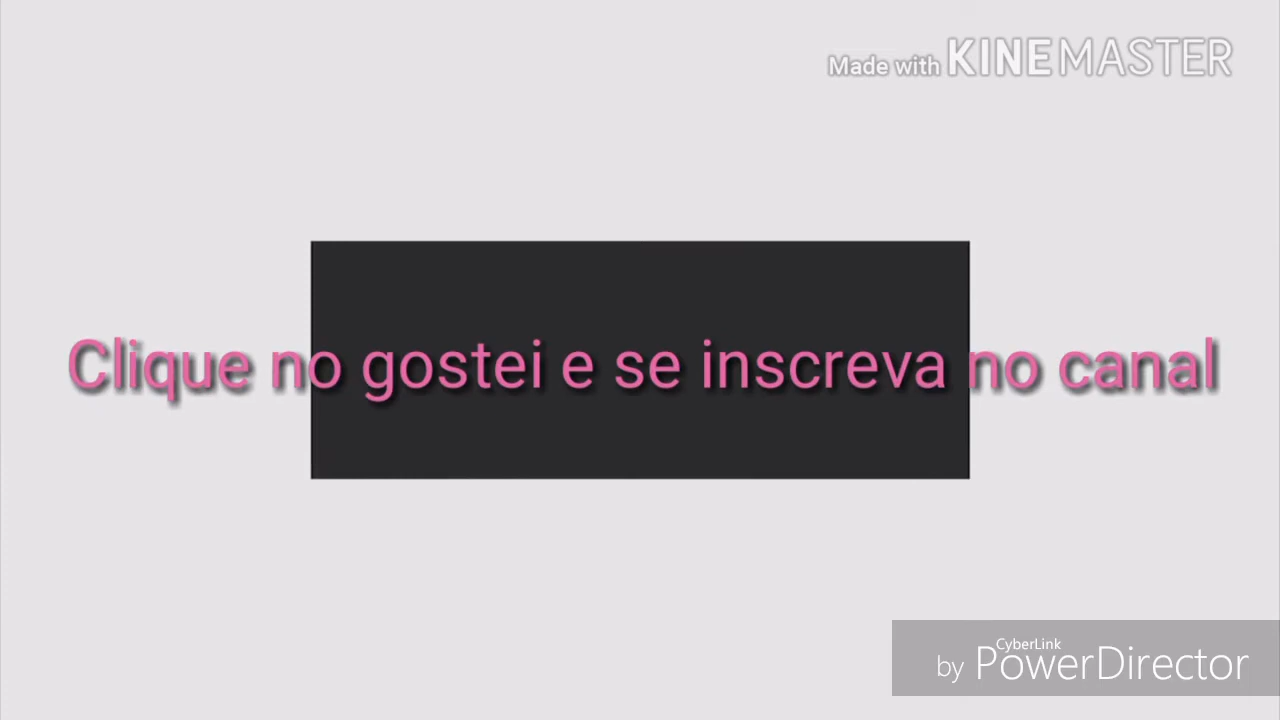 Made with KINEMASTER
Clique no gostei e se inscreva no canal
CyberLink
by PowerDirector